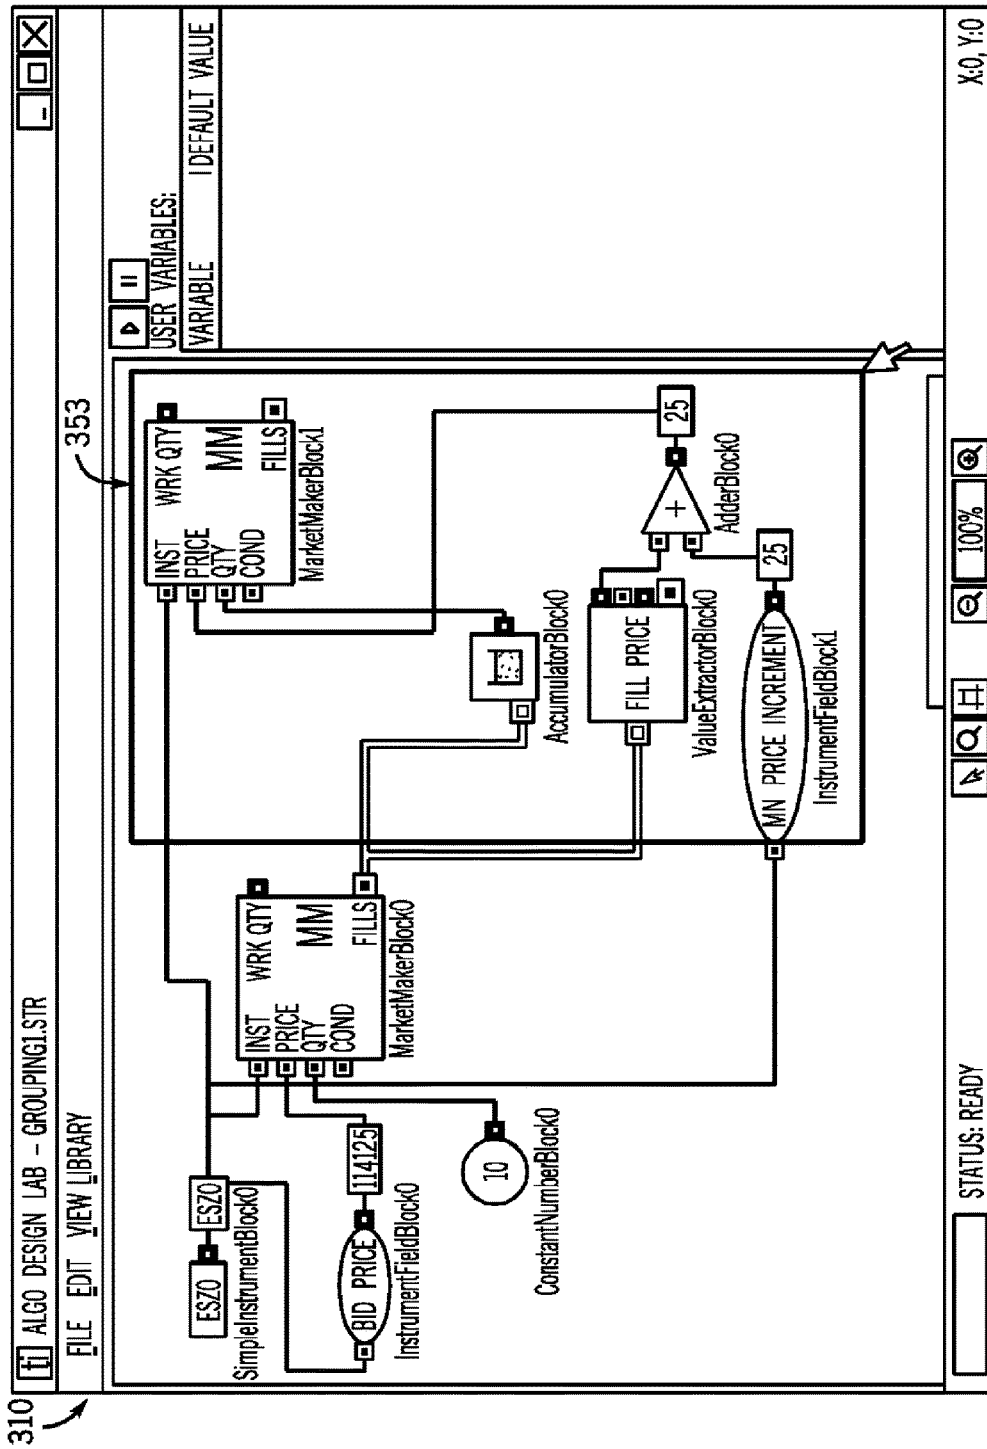 310
ti ALGO DESIGN LAB – GROUPING1.STR
FILE EDIT VIEW LIBRARY
353
USER VARIABLES:
VARIABLE | DEFAULT VALUE
ESZ0
ESZ0
SimpleInstrumentBlock0
BID PRICE
114125
InstrumentFieldBlock0
10
ConstantNumberBlock0
INST
WRK QTY
PRICE
MM
QTY
COND
FILLS
MarketMakerBlock0
INST
WRK QTY
PRICE
MM
QTY
COND
FILLS
MarketMakerBlock1
AccumulatorBlock0
FILL PRICE
ValueExtractorBlock0
+
AdderBlock0
25
MN PRICE INCREMENT
25
InstrumentFieldBlock1
STATUS: READY
100%
X:0, Y:0